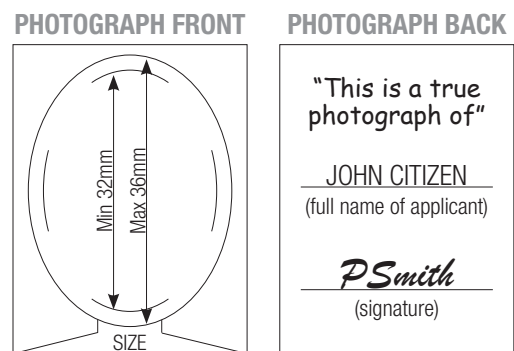 PHOTOGRAPH FRONT
Min 32mm
Max 36mm
SIZE
PHOTOGRAPH BACK
“This is a true
photograph of”
JOHN CITIZEN
(full name of applicant)
PSmith
(signature)